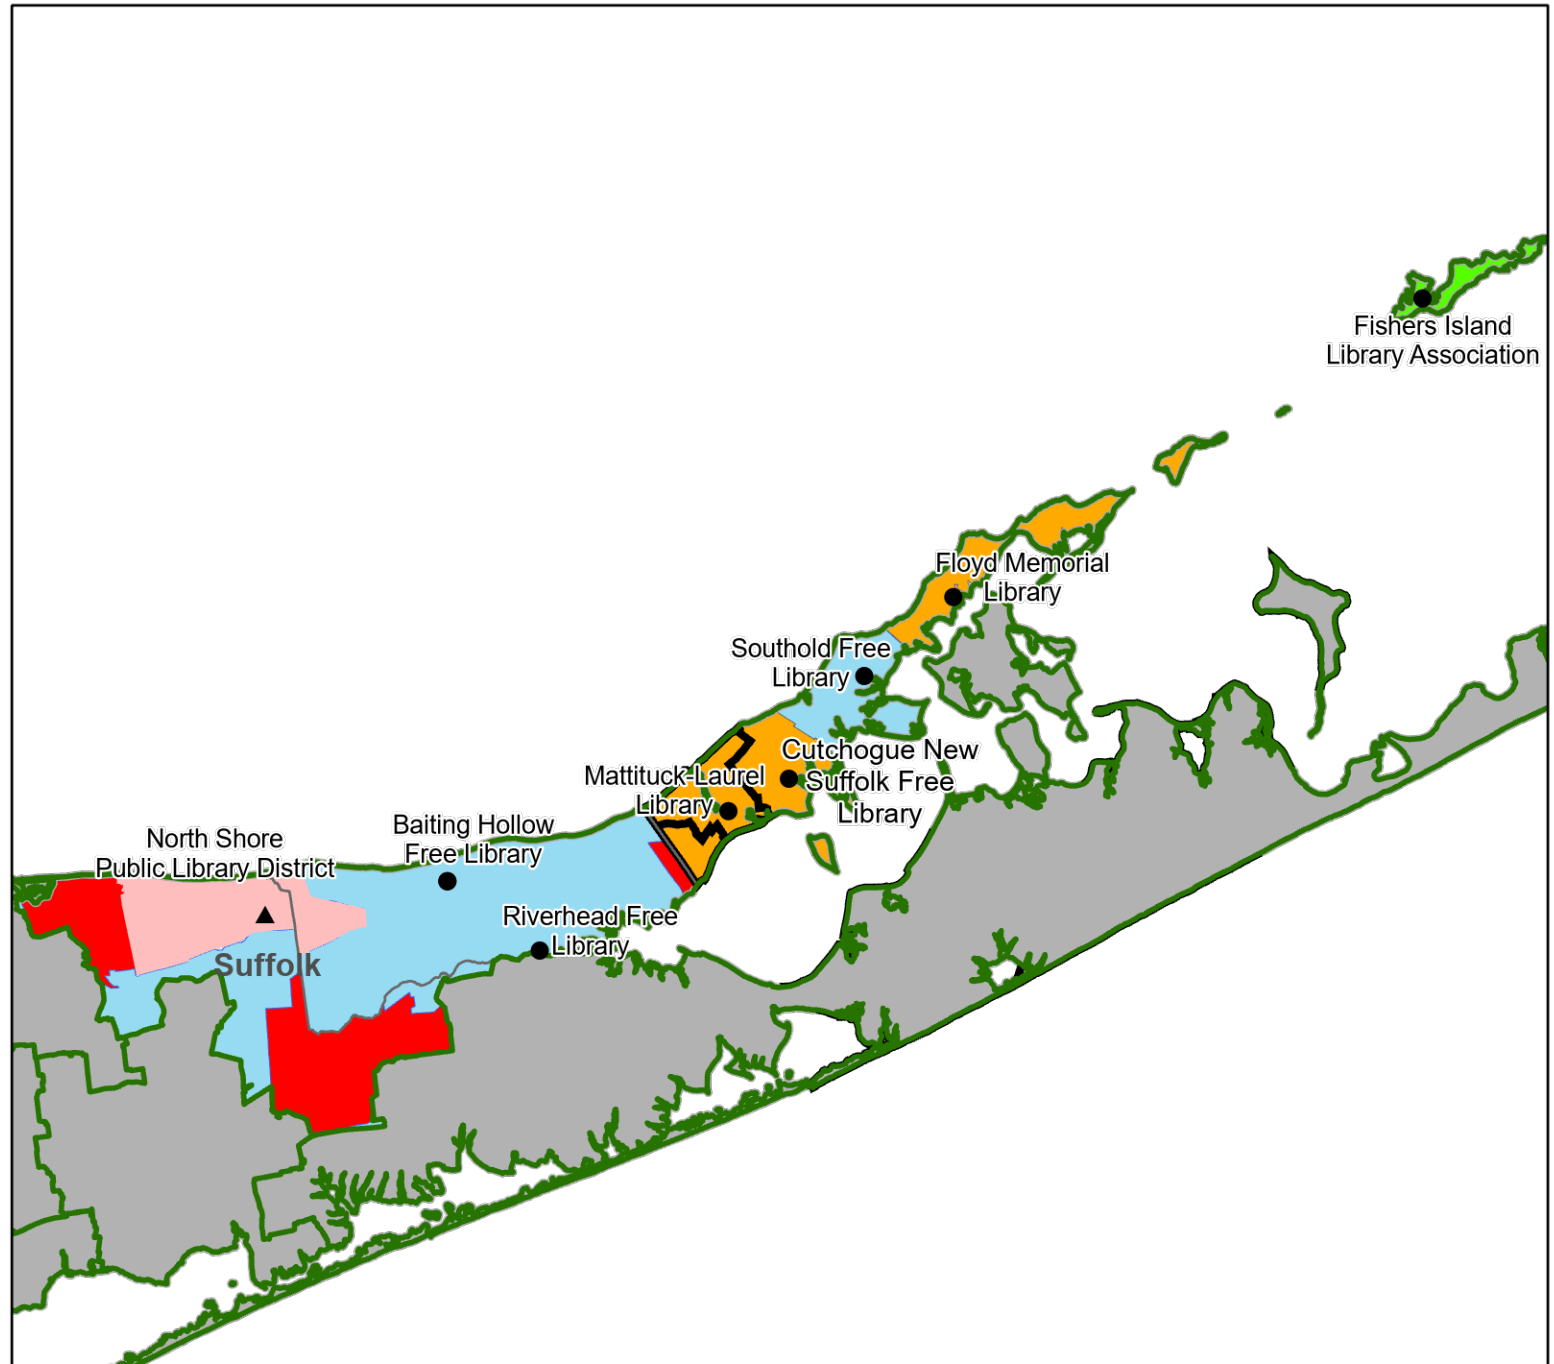 Fishers Island
Library Association
Floyd Memorial
Library
Southold Free
Library
Cutchogue New
Suffolk Free
Library
Mattituck-Laurel
Library
Baiting Hollow
Free Library
North Shore
Public Library District
Riverhead Free
Library
Suffolk